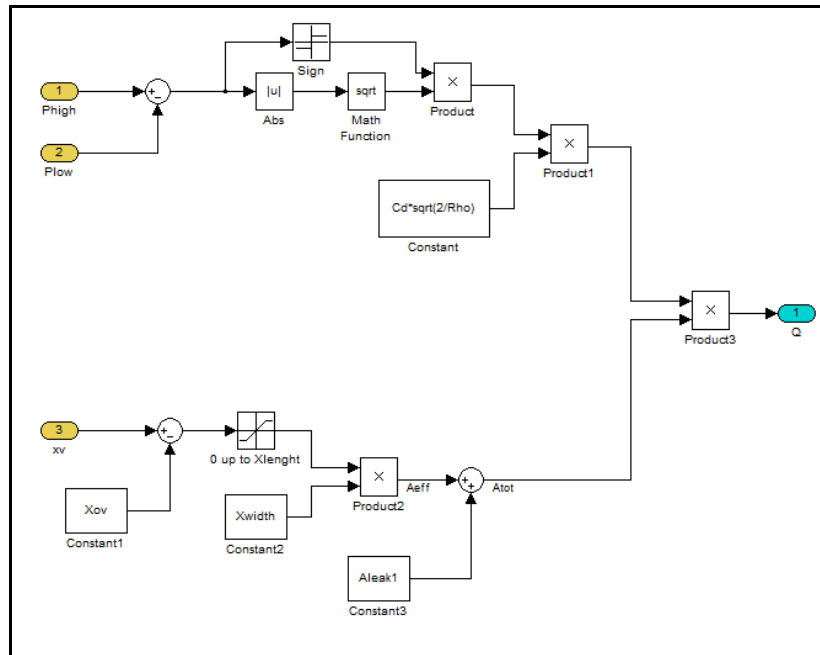 Sign
1
Phigh
|u|
Abs
sqrt
Math
Function
×
Product
2
Plow
×
Product1
Cd*sqrt(2/Rho)
Constant
×
Product3
1
Q
3
xv
0 up to Xlenght
Xov
Constant1
Xwidth
Constant2
×
Product2
Aeff
Atot
Aleak1
Constant3